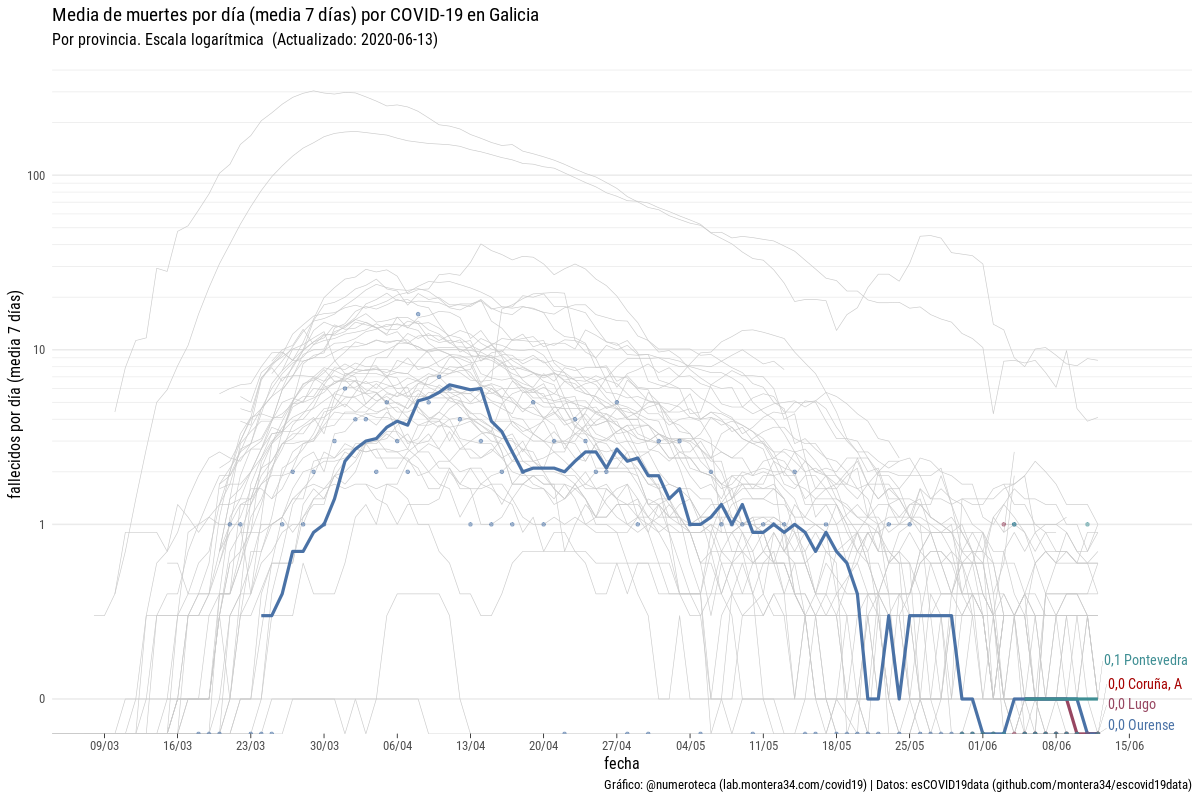 Media de muertes por día (media 7 días) por COVID-19 en Galicia
Por provincia. Escala logarítmica  (Actualizado: 2020-06-13)
fallecidos por día (media 7 días)
100
10
1
0
0,1 Pontevedra
0,0 Coruña, A
0,0 Lugo
0,0 Ourense
09/03 16/03 23/03 30/03 06/04 13/04 20/04 27/04 04/05 11/05 18/05 25/05 01/06 08/06 15/06
fecha
Gráfico: @numeroteca (lab.montera34.com/covid19) | Datos: esCOVID19data (github.com/montera34/escovid19data)